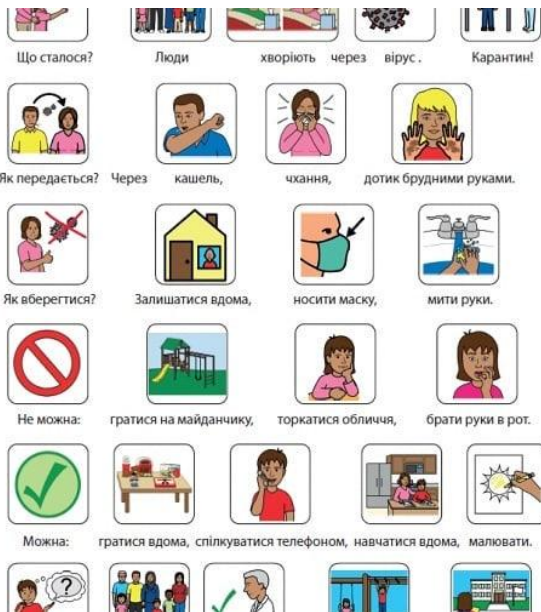 Що сталося? Люди хворіють через вірус. Карантин!
Як передається? Через кашель, чхання, дотик брудними руками.
Як вберегтися? Залишатися вдома, носити маску, мити руки.
Не можна: гратися на майданчику, торкатися обличчя, брати руки в рот.
Можна: гратися вдома, спілкуватися телефоном, навчатися вдома, малювати.
?